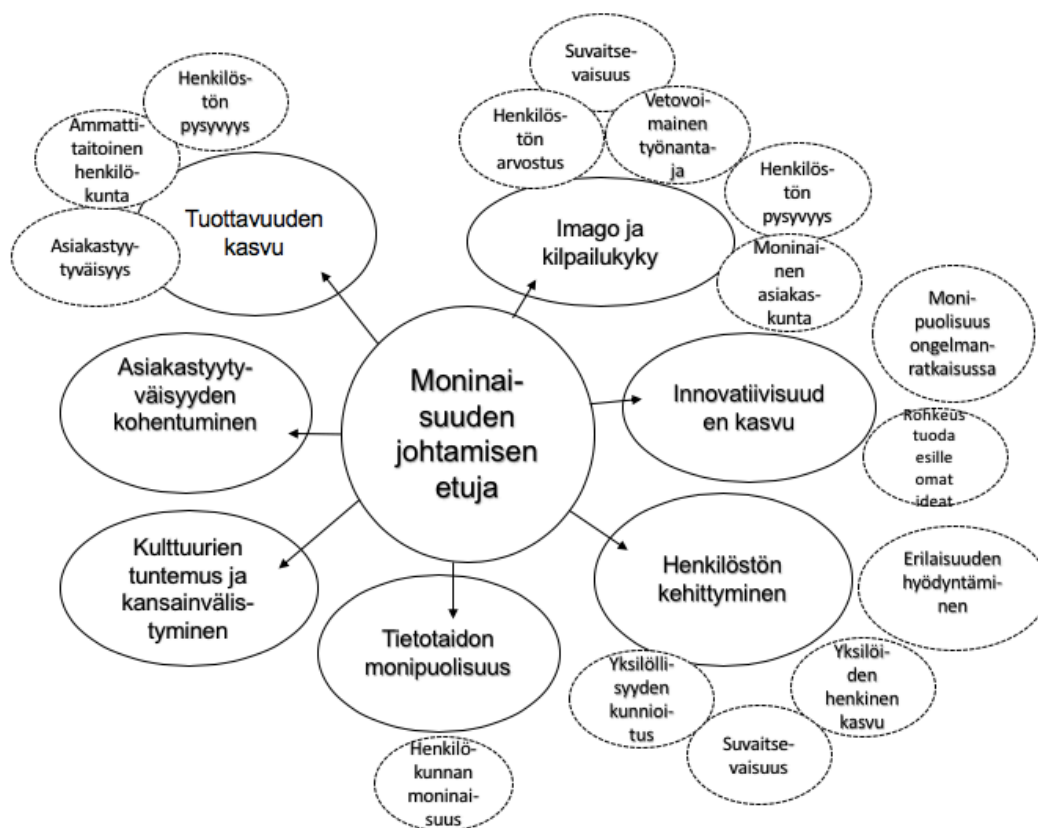 Suvaitse-
vaisuus
Henkilös-
tön
pysyvyys
Vetovoi-
mainen
työnanta-
ja
Henkilös-
tön
arvostus
Ammatti-
taitoinen
henkilö-
kunta
Henkilös-
tön
pysyvyys
Tuottavuuden
kasvu
Imago ja
kilpailukyky
Asiakastyy-
tyväisyys
Moninai-
nen
asiakas-
kunta
Moni-
puolisuus
ongelman-
ratkaisussa
Asiakastyyty-
väisyyden
kohentuminen
Moninai-
suuden
johtamisen
etuja
Innovatiivisuud
en kasvu
Rohkeus
tuoda
esille
omat
ideat
Kulttuurien
tuntemus ja
kansainvälis-
tyminen
Henkilöstön
kehittyminen
Erilaisuuden
hyödyntämi-
nen
Tietotaidon
monipuolisuus
Yksilölli-
syyden
kunnioi-
tus
Yksilöi-
den
henkinen
kasvu
Suvaitse-
vaisuus
Henkilö-
kunnan
moninai-
suus